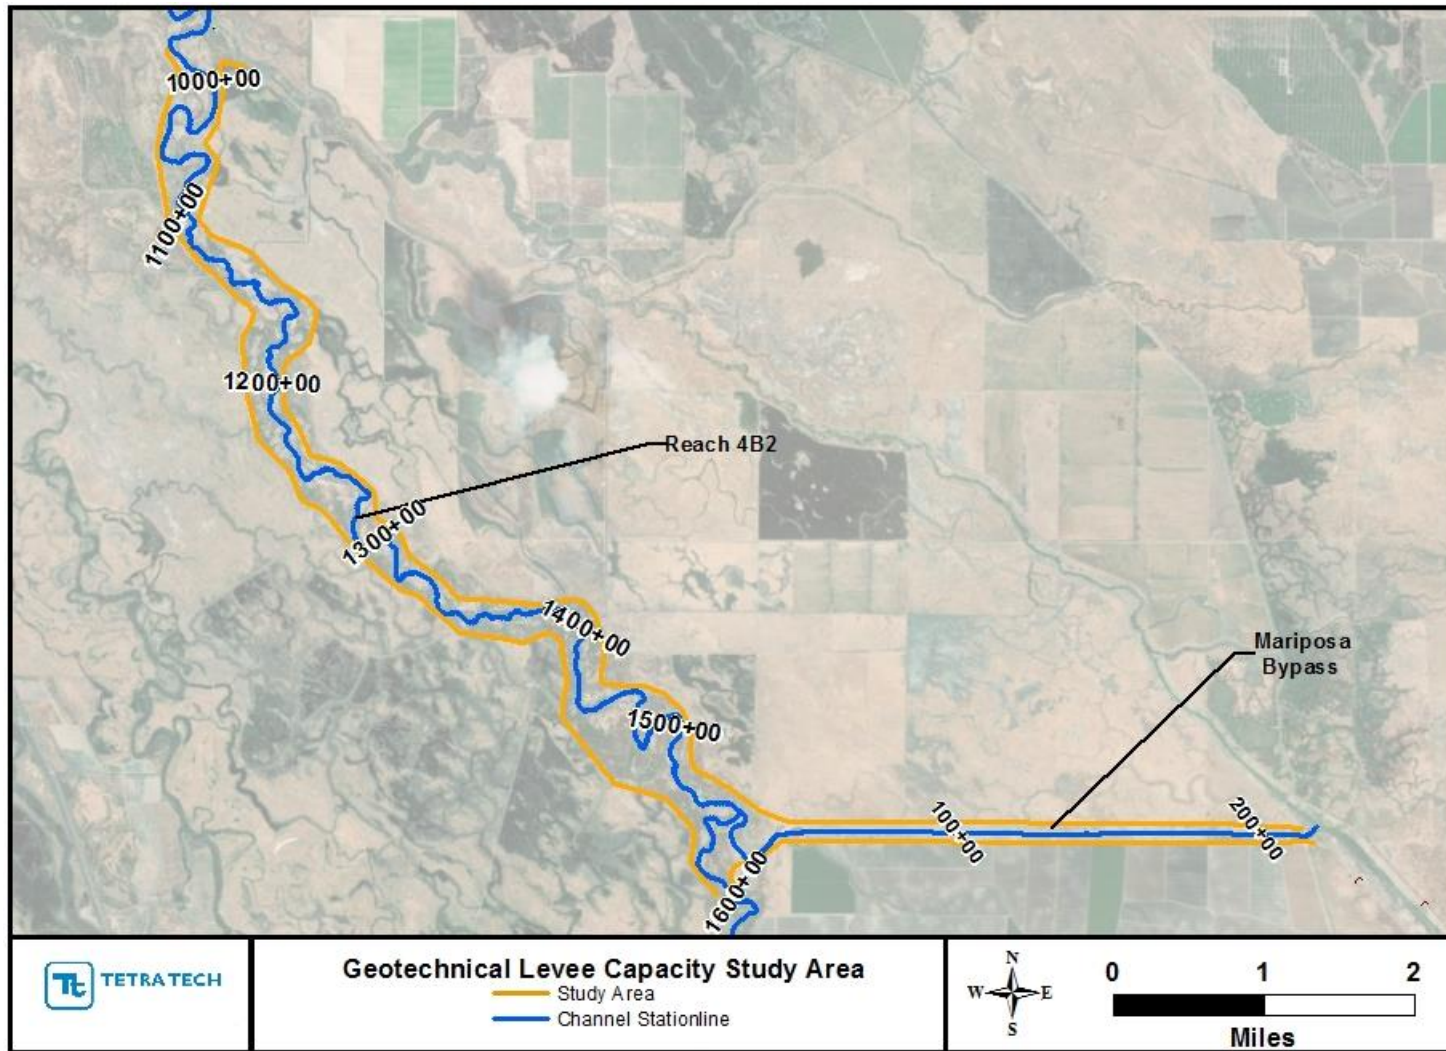 1000+00
1100+00
1200+00
Reach 4B2
1300+00
1400+00
Mariposa
Bypass
1500+00
100+00
200+00
1600+00
Tt TETRA TECH
Geotechnical Levee Capacity Study Area
Study Area
Channel Stationline
N
W E
S
0 1 2
Miles